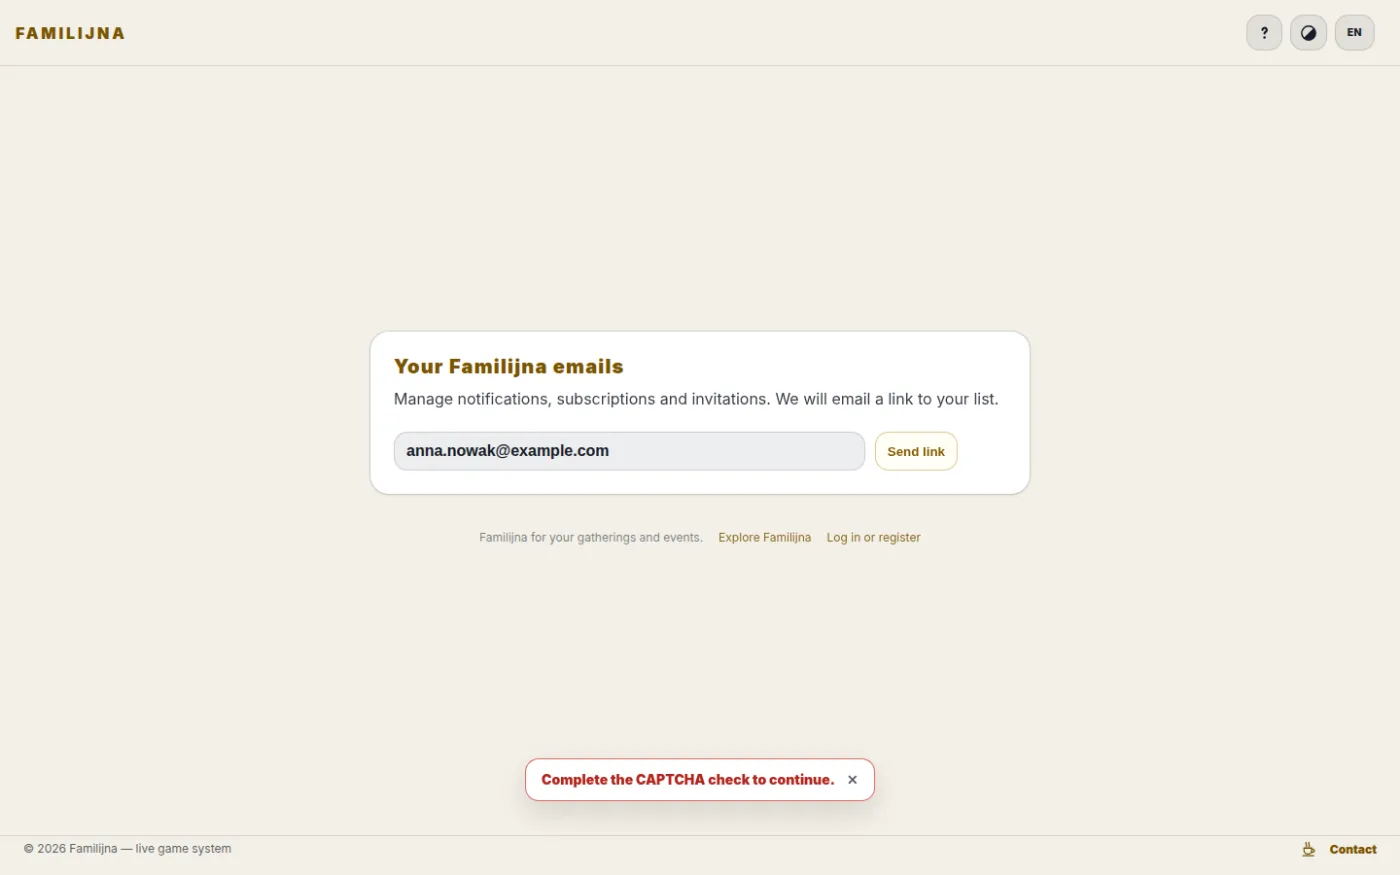 FAMILIJNA
?
EN
Your Familijna emails
Manage notifications, subscriptions and invitations. We will email a link to your list.
anna.nowak@example.com
Send link
Familijna for your gatherings and events. Explore Familijna Log in or register
Complete the CAPTCHA check to continue. ×
© 2026 Familijna — live game system
Contact